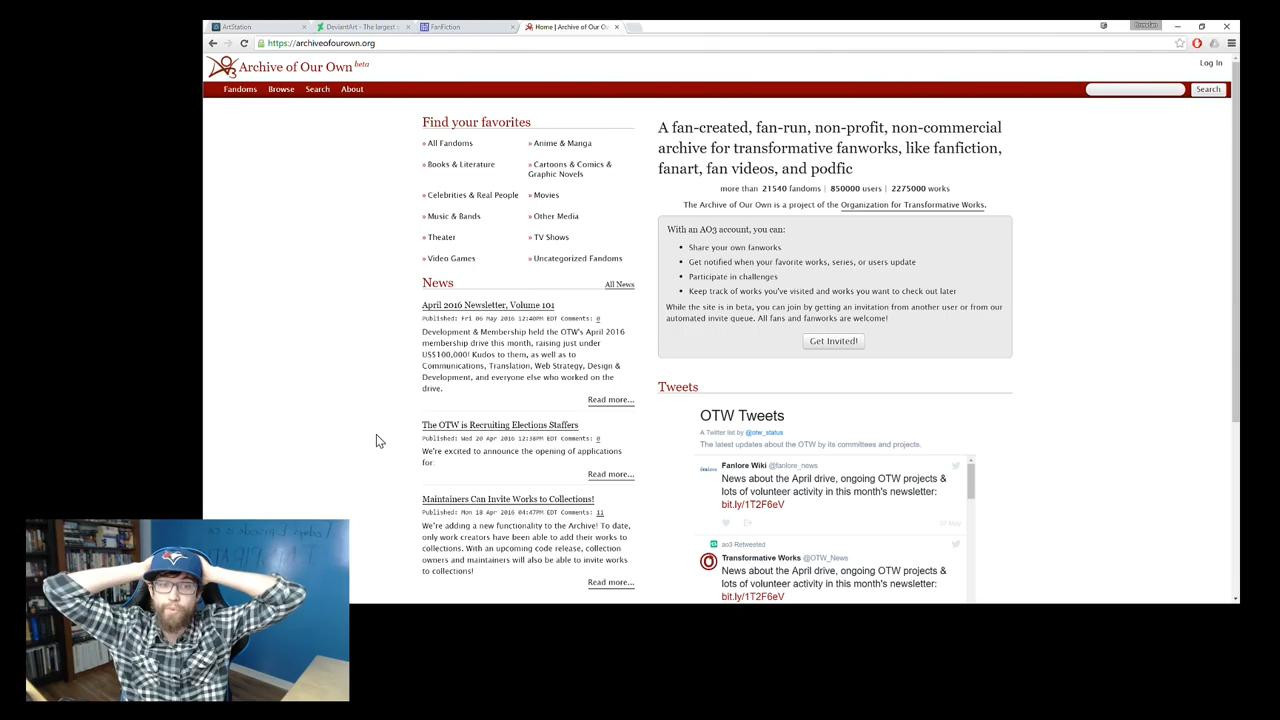 ArtStation
DeviantArt - The largest
FanFiction
Home | Archive of Our Ow
https://archiveofourown.org
Archive of Our Own beta
Log In
Fandoms Browse Search About
Search
Find your favorites
» All Fandoms
» Anime & Manga
» Books & Literature
» Cartoons & Comics &
Graphic Novels
» Celebrities & Real People
» Movies
» Music & Bands
» Other Media
» Theater
» TV Shows
» Video Games
» Uncategorized Fandoms
News
All News
April 2016 Newsletter, Volume 101
Published: Fri 06 May 2016 12:40PM EDT Comments: 0
Development & Membership held the OTW's April 2016
membership drive this month, raising just under
US$100,000! Kudos to them, as well as to
Communications, Translation, Web Strategy, Design &
Development, and everyone else who worked on the
drive.
Read more...
The OTW is Recruiting Elections Staffers
Published: Wed 20 Apr 2016 12:38PM EDT Comments: 0
We're excited to announce the opening of applications
for:
Read more...
Maintainers Can Invite Works to Collections!
Published: Mon 18 Apr 2016 04:47PM EDT Comments: 11
We're adding a new functionality to the Archive! To date,
only work creators have been able to add their works to
collections. With an upcoming code release, collection
owners and maintainers will also be able to invite works
to collections!
Read more...
A fan-created, fan-run, non-profit, non-commercial
archive for transformative fanworks, like fanfiction,
fanart, fan videos, and podfic
more than 21540 fandoms | 850000 users | 2275000 works
The Archive of Our Own is a project of the Organization for Transformative Works.
With an AO3 account, you can:
• Share your own fanworks
• Get notified when your favorite works, series, or users update
• Participate in challenges
• Keep track of works you've visited and works you want to check out later
While the site is in beta, you can join by getting an invitation from another user or from our
automated invite queue. All fans and fanworks are welcome!
Get Invited!
Tweets
OTW Tweets
A Twitter list by @otw_status
The latest updates about the OTW by its committees and projects.
Fanlore Wiki @fanlore_news
News about the April drive, ongoing OTW projects &
lots of volunteer activity in this month's newsletter:
bit.ly/1T2F6eV
07 May
ao3 Retweeted
Transformative Works @OTW_News
News about the April drive, ongoing OTW projects &
lots of volunteer activity in this month's newsletter:
bit.ly/1T2F6eV